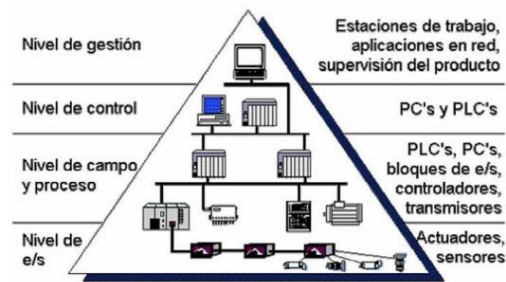 Nivel de gestión
Estaciones de trabajo,
aplicaciones en red,
supervisión del producto
Nivel de control
PC's y PLC's
Nivel de campo
y proceso
PLC's, PC's,
bloques de e/s,
controladores,
transmisores
Nivel de
e/s
Actuadores,
sensores